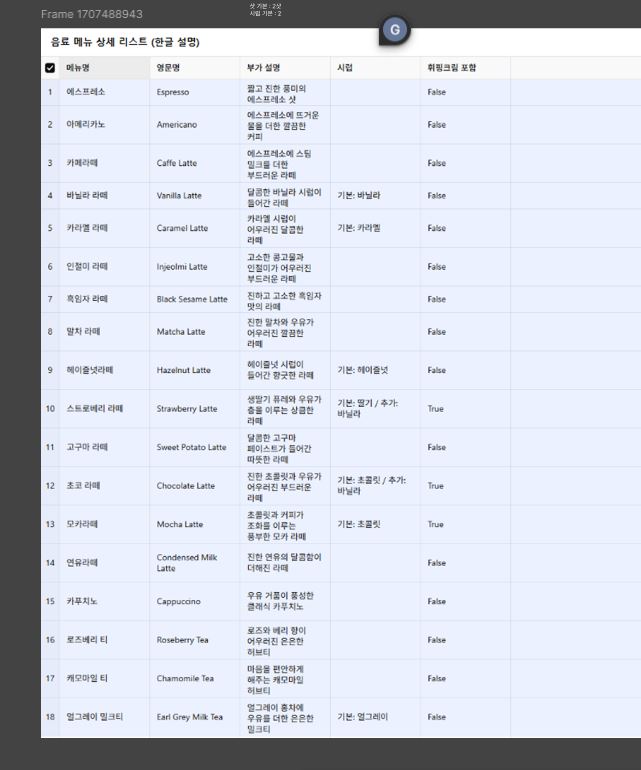 Frame 1707488943
샷 기본 : 2샷
시럽 기본 : 2
G
음료 메뉴 상세 리스트 (한글 설명)
메뉴명 영문명 부가 설명 시럽 휘핑크림 포함
1 에스프레소 Espresso 짧고 진한 풍미의 에스프레소 샷 False
2 아메리카노 Americano 에스프레소에 뜨거운 물을 더한 깔끔한 커피 False
3 카페라떼 Caffe Latte 에스프레소에 스팀 밀크를 더한 부드러운 라떼 False
4 바닐라 라떼 Vanilla Latte 달콤한 바닐라 시럽이 들어간 라떼 기본: 바닐라 False
5 카라멜 라떼 Caramel Latte 카라멜 시럽이 어우러진 달콤한 라떼 기본: 카라멜 False
6 인절미 라떼 Injeolmi Latte 고소한 콩고물과 인절미가 어우러진 부드러운 라떼 False
7 흑임자 라떼 Black Sesame Latte 진하고 고소한 흑임자 맛의 라떼 False
8 말차 라떼 Matcha Latte 진한 말차와 우유가 어우러진 깔끔한 라떼 False
9 헤이즐넛라떼 Hazelnut Latte 헤이즐넛 시럽이 들어간 향긋한 라떼 기본: 헤이즐넛 False
10 스트로베리 라떼 Strawberry Latte 생딸기 퓨레와 우유가 층을 이루는 상큼한 라떼 기본: 딸기 / 추가: 바닐라 True
11 고구마 라떼 Sweet Potato Latte 달콤한 고구마 페이스트가 들어간 따뜻한 라떼 False
12 초코 라떼 Chocolate Latte 진한 초콜릿과 우유가 어우러진 부드러운 라떼 기본: 초콜릿 / 추가: 바닐라 True
13 모카라떼 Mocha Latte 초콜릿과 커피가 조화를 이루는 풍부한 모카 라떼 기본: 초콜릿 True
14 연유라떼 Condensed Milk Latte 진한 연유의 달콤함이 더해진 라떼 False
15 카푸치노 Cappuccino 우유 거품이 풍성한 클래식 카푸치노 False
16 로즈베리 티 Roseberry Tea 로즈와 베리 향이 어우러진 은은한 허브티 False
17 캐모마일 티 Chamomile Tea 마음을 편안하게 해주는 캐모마일 허브티 False
18 얼그레이 밀크티 Earl Grey Milk Tea 얼그레이 홍차에 우유를 더한 은은한 밀크티 기본: 얼그레이 False